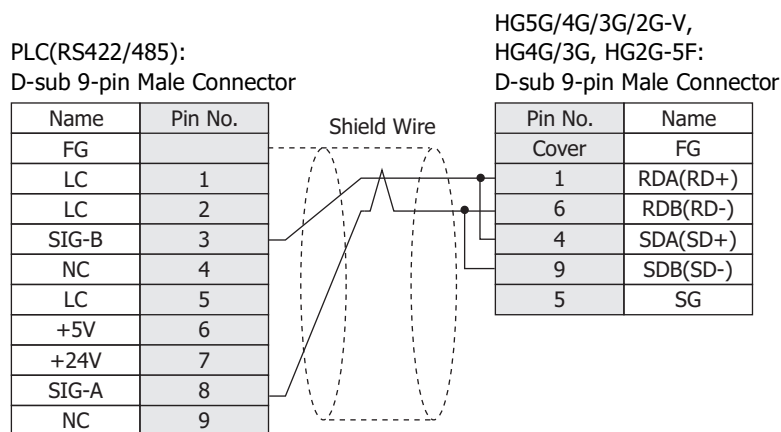 HG5G/4G/3G/2G-V,
PLC(RS422/485): HG4G/3G, HG2G-5F:
D-sub 9-pin Male Connector D-sub 9-pin Male Connector
Name Pin No. Shield Wire Pin No. Name
FG Cover FG
LC 1 1 RDA(RD+)
LC 2 6 RDB(RD-)
SIG-B 3 4 SDA(SD+)
NC 4 9 SDB(SD-)
LC 5 5 SG
+5V 6
+24V 7
SIG-A 8
NC 9